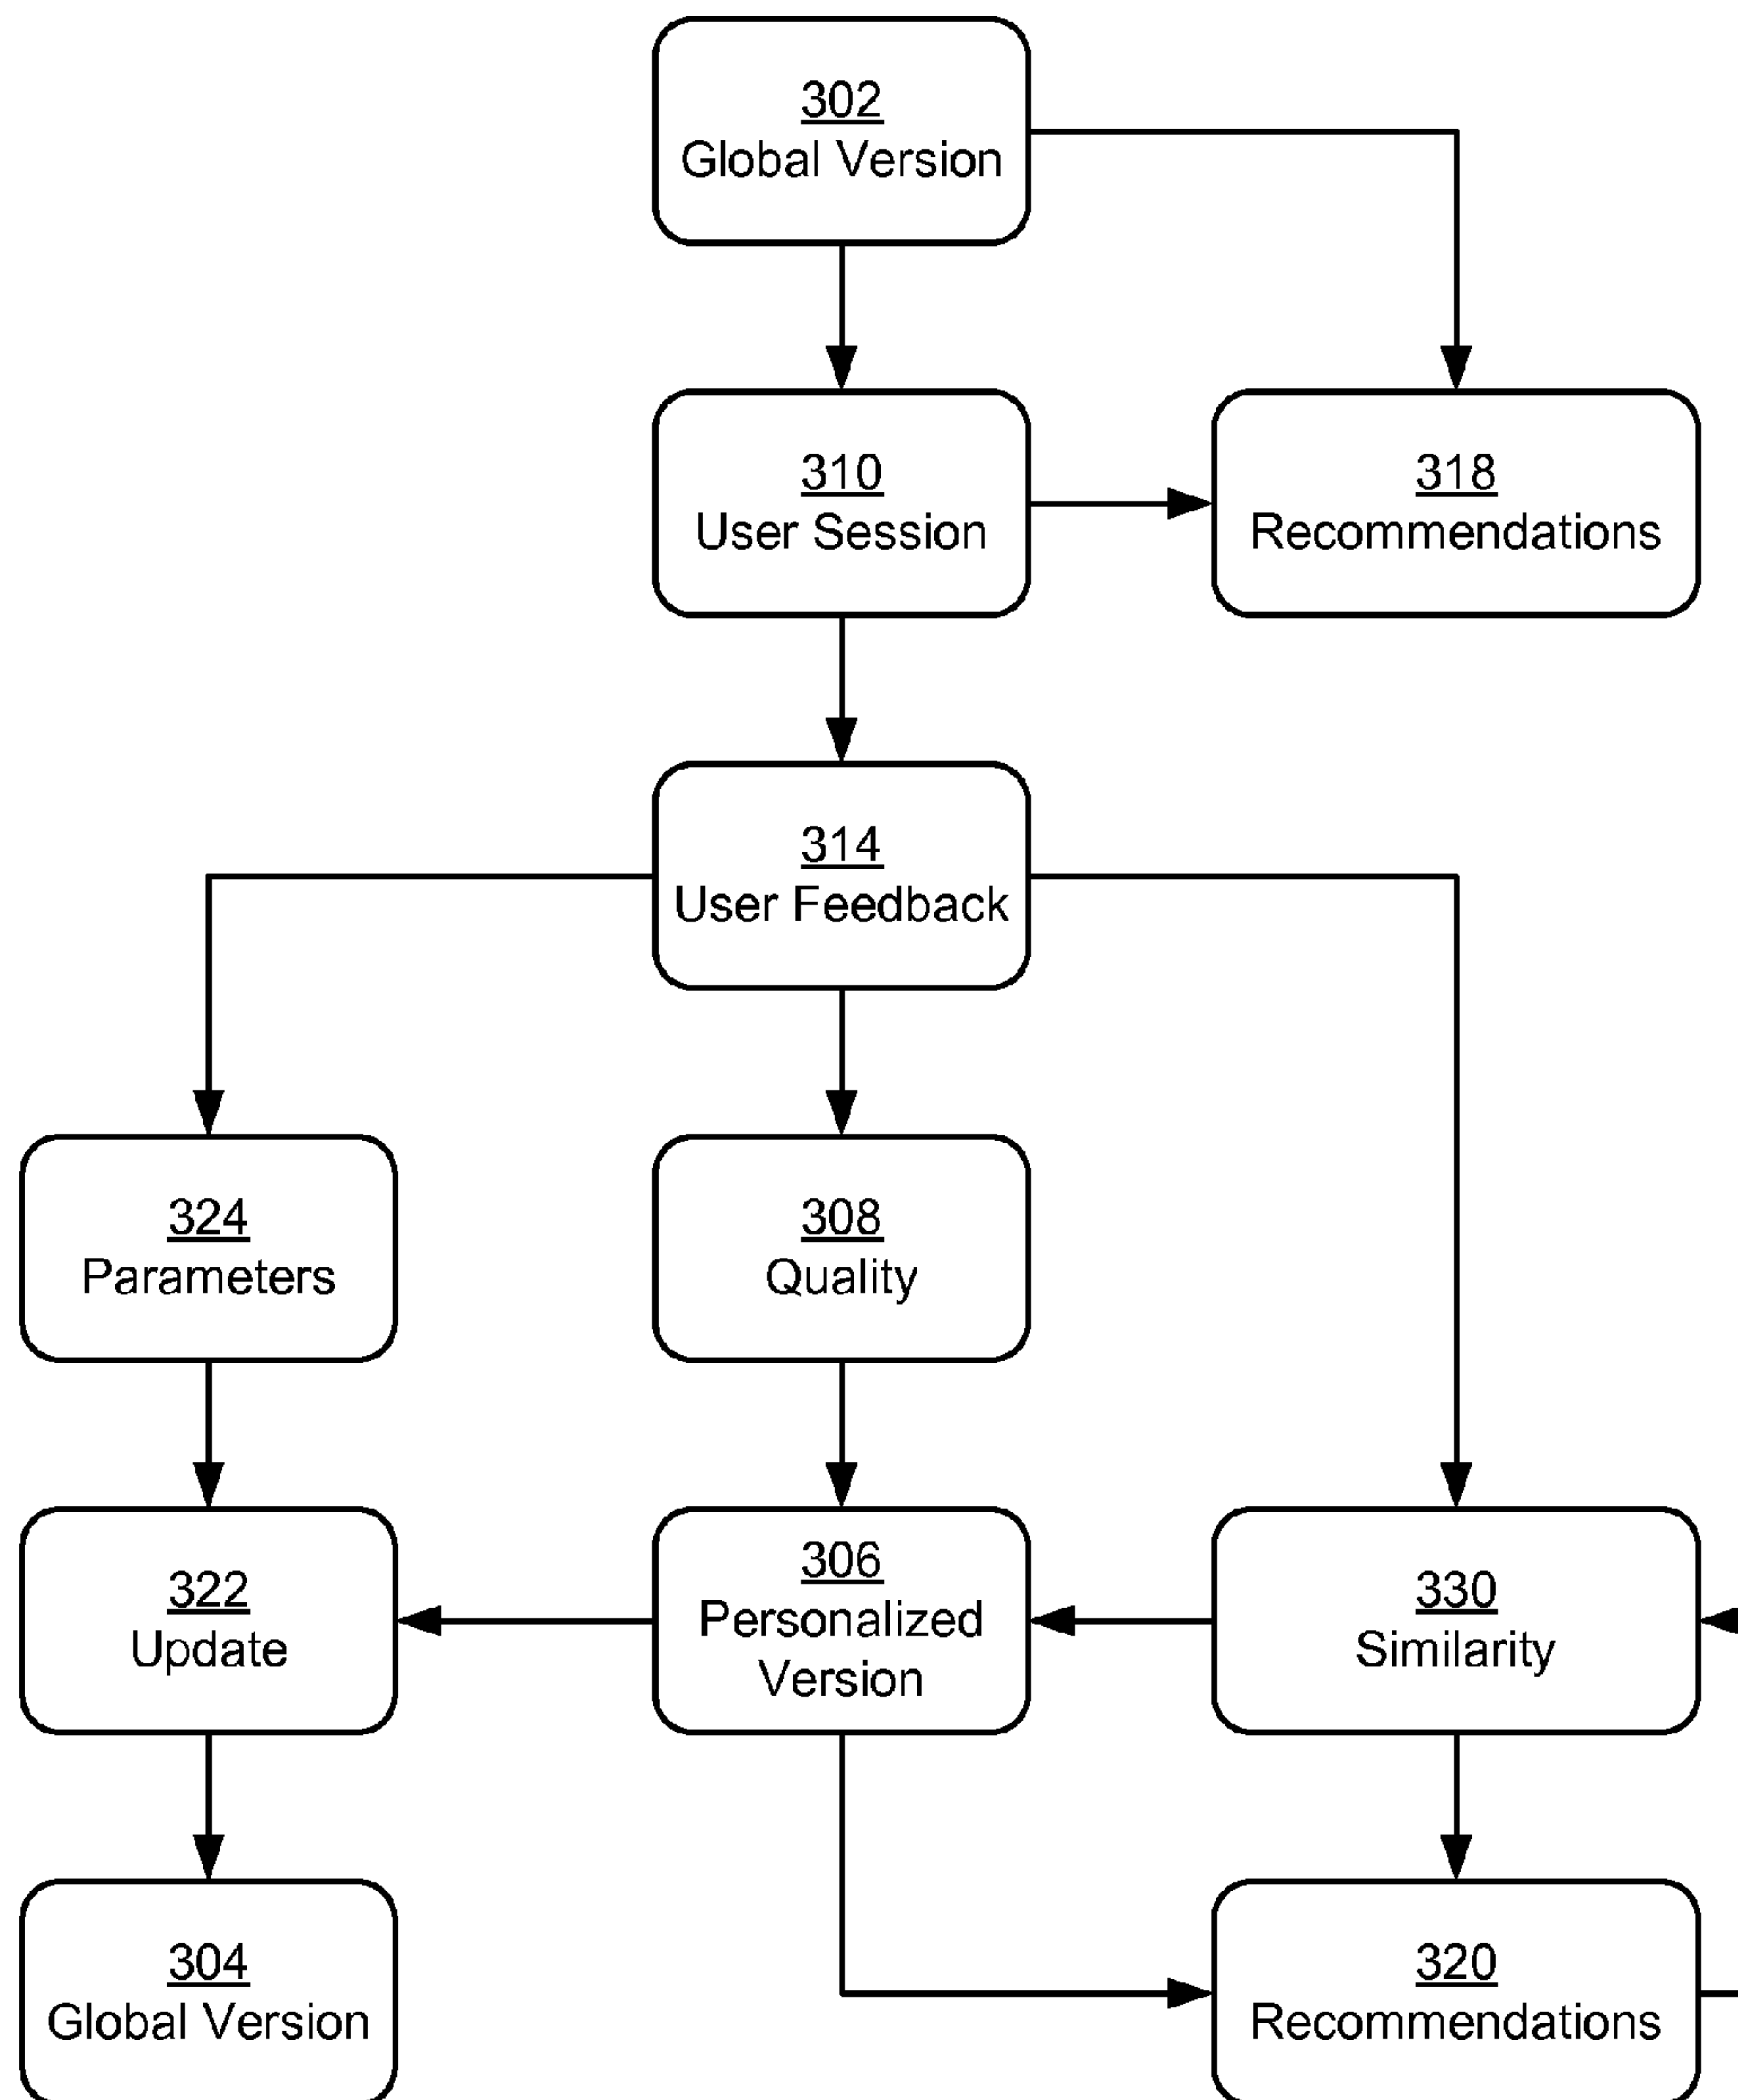 302
Global Version
310
User Session
318
Recommendations
314
User Feedback
324
Parameters
308
Quality
322
Update
306
Personalized
Version
330
Similarity
304
Global Version
320
Recommendations